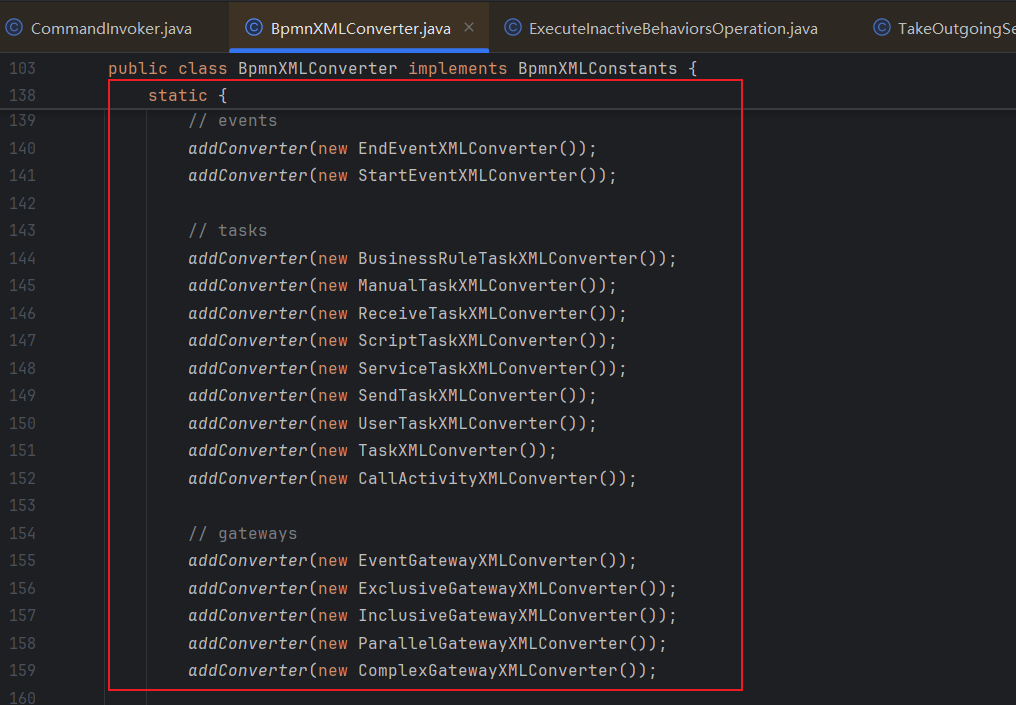 CommandInvoker.java BpmnXMLConverter.java ExecuteInactiveBehaviorsOperation.java TakeOutgoingSe
103 public class BpmnXMLConverter implements BpmnXMLConstants {
138 static {
139 // events
140 addConverter(new EndEventXMLConverter());
141 addConverter(new StartEventXMLConverter());
142
143 // tasks
144 addConverter(new BusinessRuleTaskXMLConverter());
145 addConverter(new ManualTaskXMLConverter());
146 addConverter(new ReceiveTaskXMLConverter());
147 addConverter(new ScriptTaskXMLConverter());
148 addConverter(new ServiceTaskXMLConverter());
149 addConverter(new SendTaskXMLConverter());
150 addConverter(new UserTaskXMLConverter());
151 addConverter(new TaskXMLConverter());
152 addConverter(new CallActivityXMLConverter());
153
154 // gateways
155 addConverter(new EventGatewayXMLConverter());
156 addConverter(new ExclusiveGatewayXMLConverter());
157 addConverter(new InclusiveGatewayXMLConverter());
158 addConverter(new ParallelGatewayXMLConverter());
159 addConverter(new ComplexGatewayXMLConverter());
160